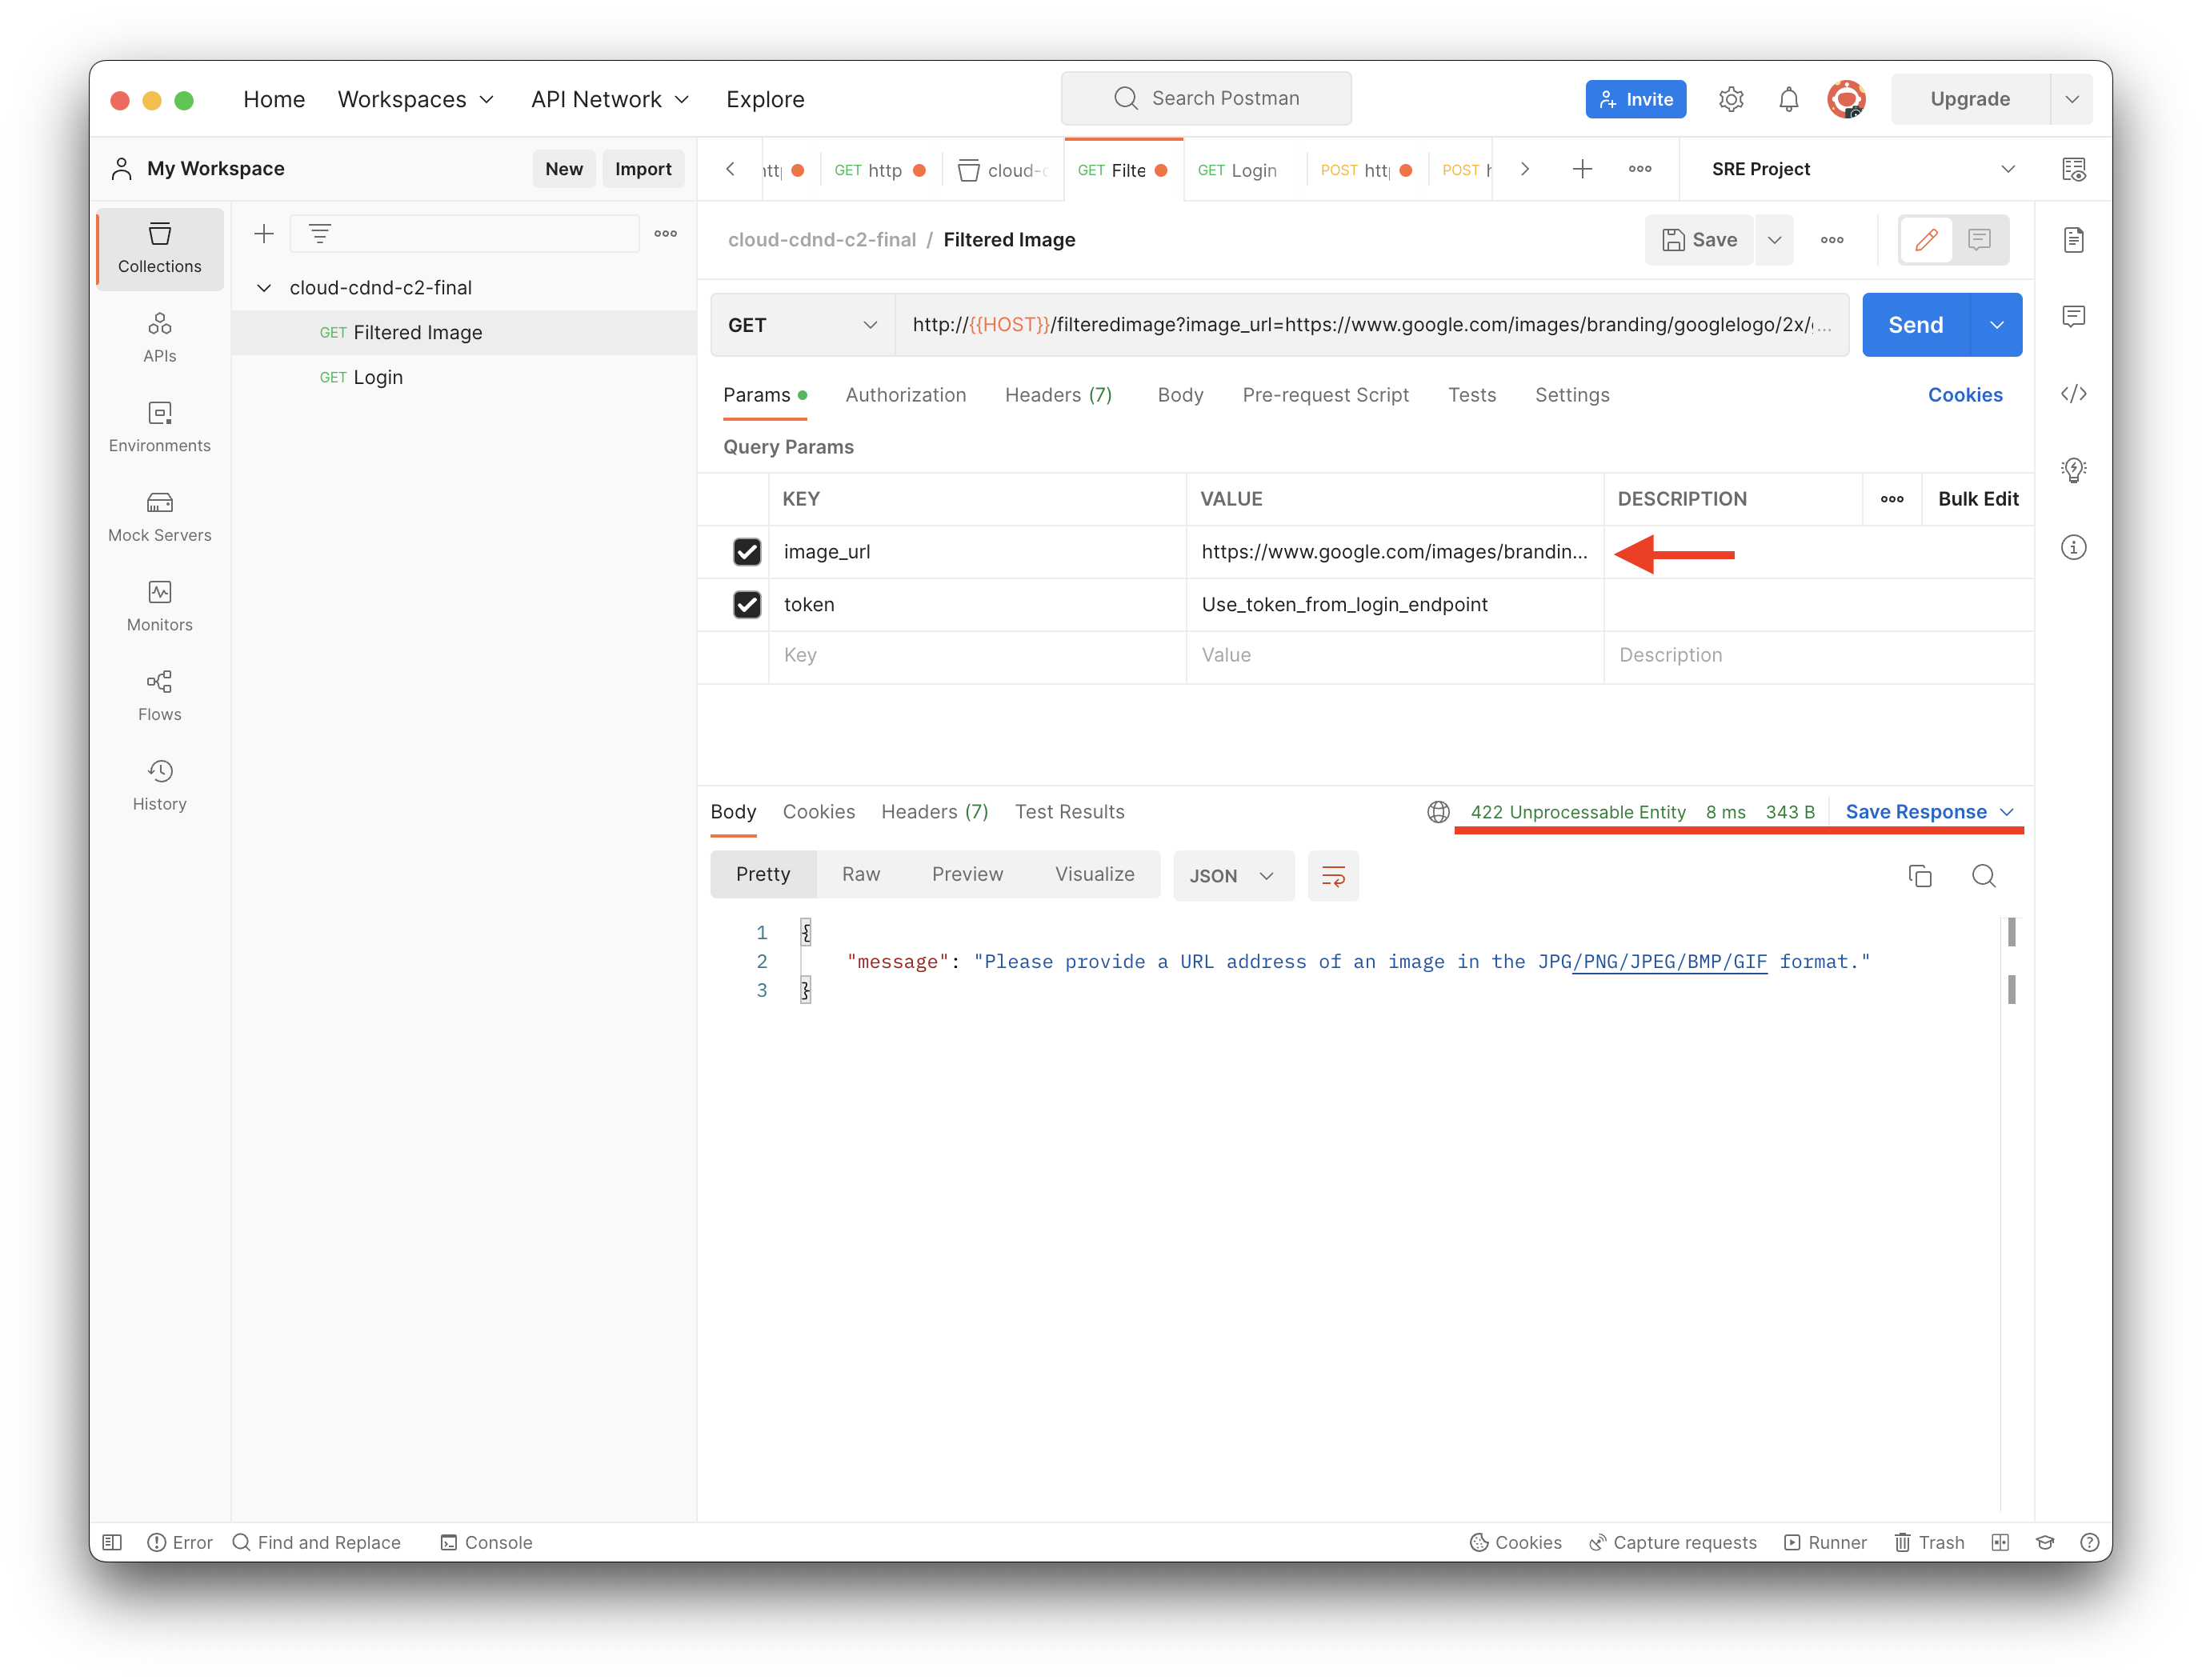 Home Workspaces API Network Explore Search Postman Invite Upgrade
My Workspace New Import GET http cloud-c GET Filte GET Login POST htt POST SRE Project
Collections
APIs
Environments
Mock Servers
Monitors
Flows
History
cloud-cdnd-c2-final
GET Filtered Image
GET Login
cloud-cdnd-c2-final / Filtered Image Save
GET http://{{HOST}}/filteredimage?image_url=https://www.google.com/images/branding/googlelogo/2x/... Send
Params Authorization Headers (7) Body Pre-request Script Tests Settings Cookies
Query Params
KEY VALUE DESCRIPTION ooo Bulk Edit
image_url https://www.google.com/images/brandin...
token Use_token_from_login_endpoint
Key Value Description
Body Cookies Headers (7) Test Results 422 Unprocessable Entity 8 ms 343 B Save Response
Pretty Raw Preview Visualize JSON
1 {
2 "message": "Please provide a URL address of an image in the JPG/PNG/JPEG/BMP/GIF format."
3 }
Error Find and Replace Console Cookies Capture requests Runner Trash